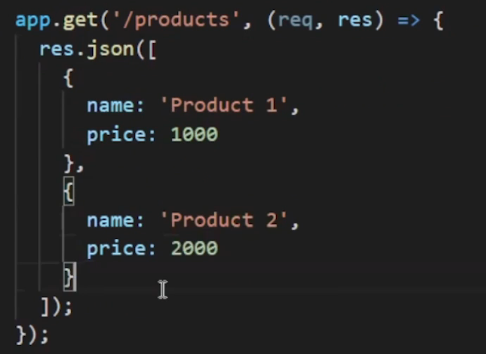 app.get('/products', (req, res) => {
  res.json([
    {
      name: 'Product 1',
      price: 1000
    },
    {
      name: 'Product 2',
      price: 2000
    }
  ]);
});